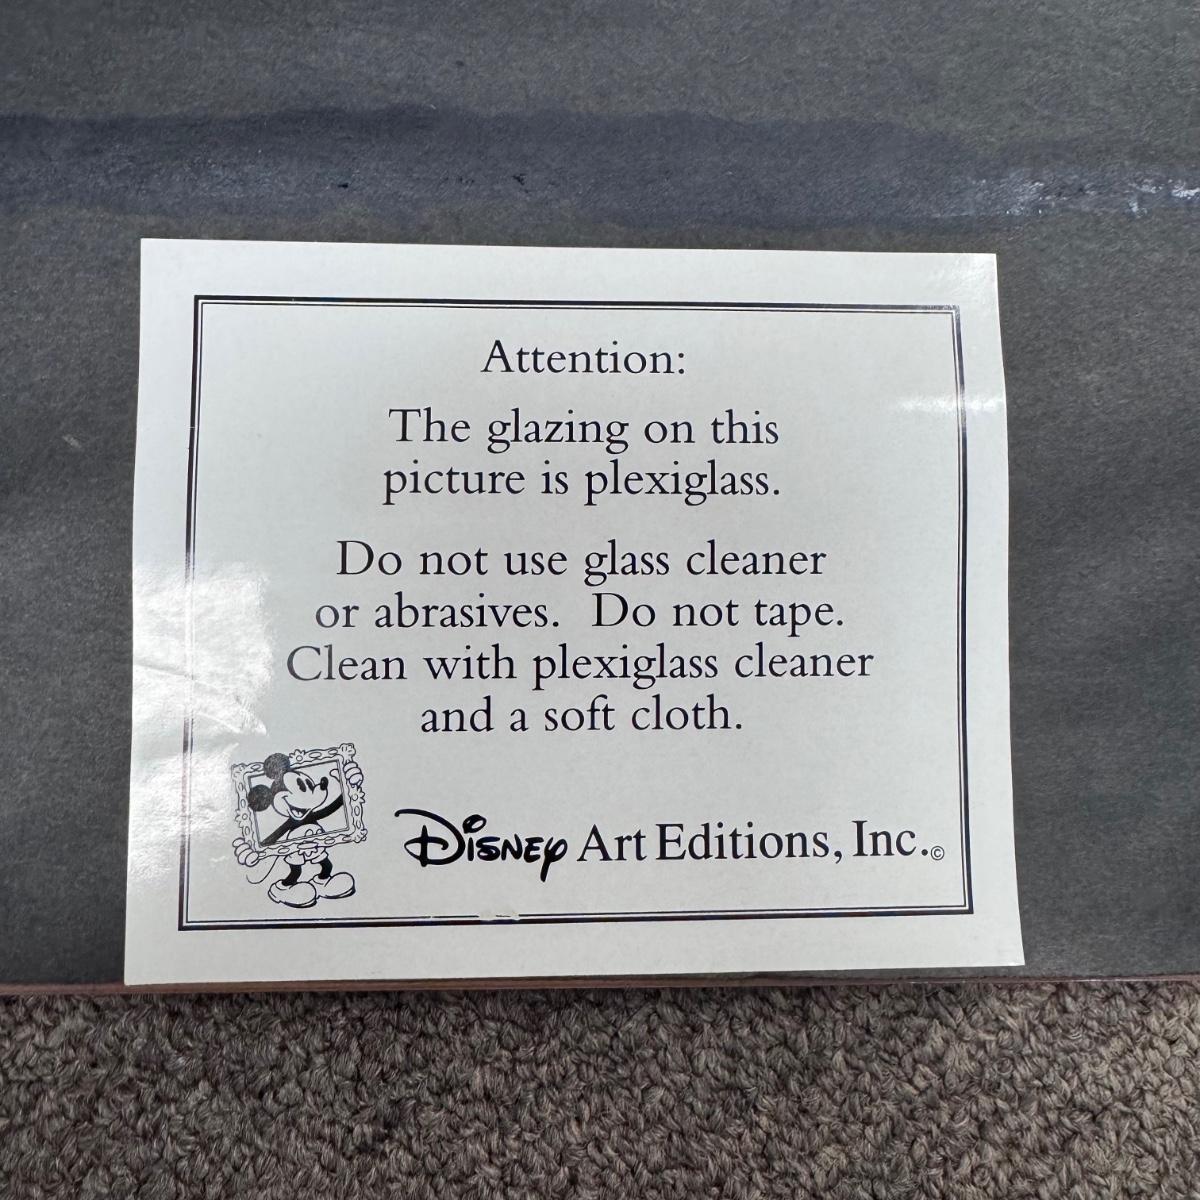 Attention:
The glazing on this
picture is plexiglass.
Do not use glass cleaner
or abrasives. Do not tape.
Clean with plexiglass cleaner
and a soft cloth.
Disney Art Editions, Inc.©